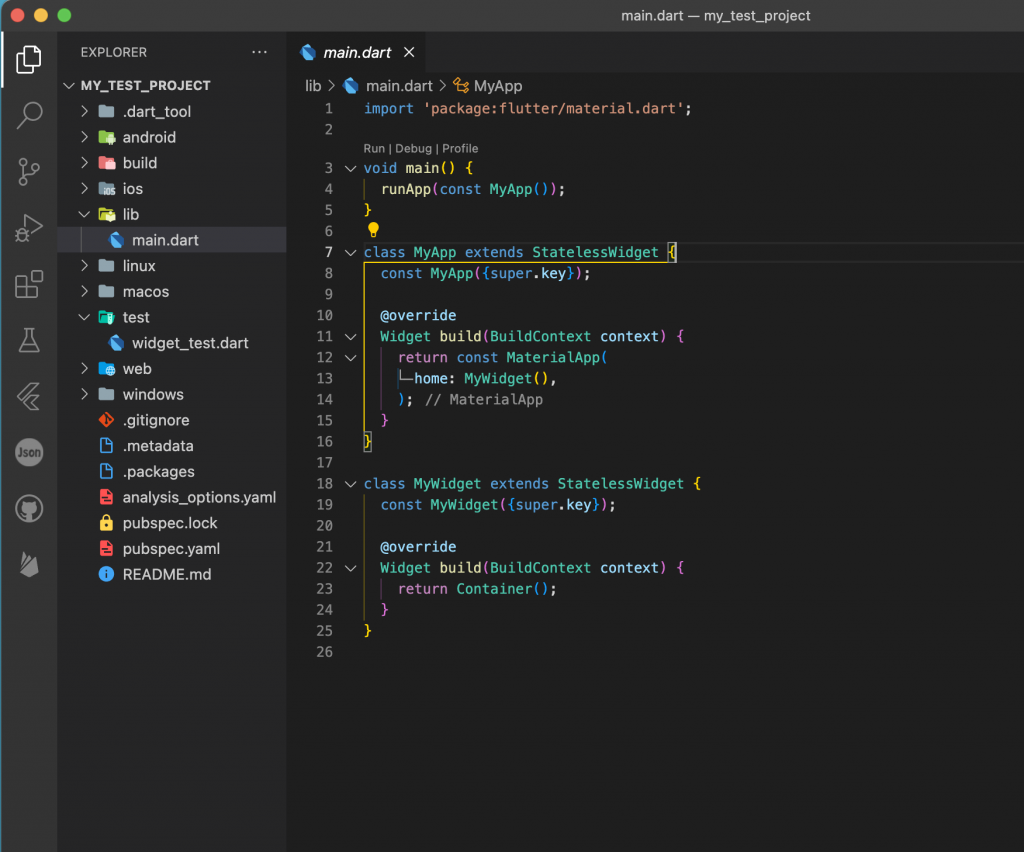 main.dart — my_test_project
EXPLORER
MY_TEST_PROJECT
.dart_tool
android
build
ios
lib
main.dart
linux
macos
test
widget_test.dart
web
windows
.gitignore
.metadata
.packages
analysis_options.yaml
pubspec.lock
pubspec.yaml
README.md
Json
main.dart
lib > main.dart > MyApp
1 import 'package:flutter/material.dart';
2
Run | Debug | Profile
3 void main() {
4 runApp(const MyApp());
5 }
6
7 class MyApp extends StatelessWidget {
8 const MyApp({super.key});
9
10 @override
11 Widget build(BuildContext context) {
12 return const MaterialApp(
13 home: MyWidget(),
14 ); // MaterialApp
15 }
16 }
17
18 class MyWidget extends StatelessWidget {
19 const MyWidget({super.key});
20
21 @override
22 Widget build(BuildContext context) {
23 return Container();
24 }
25 }
26